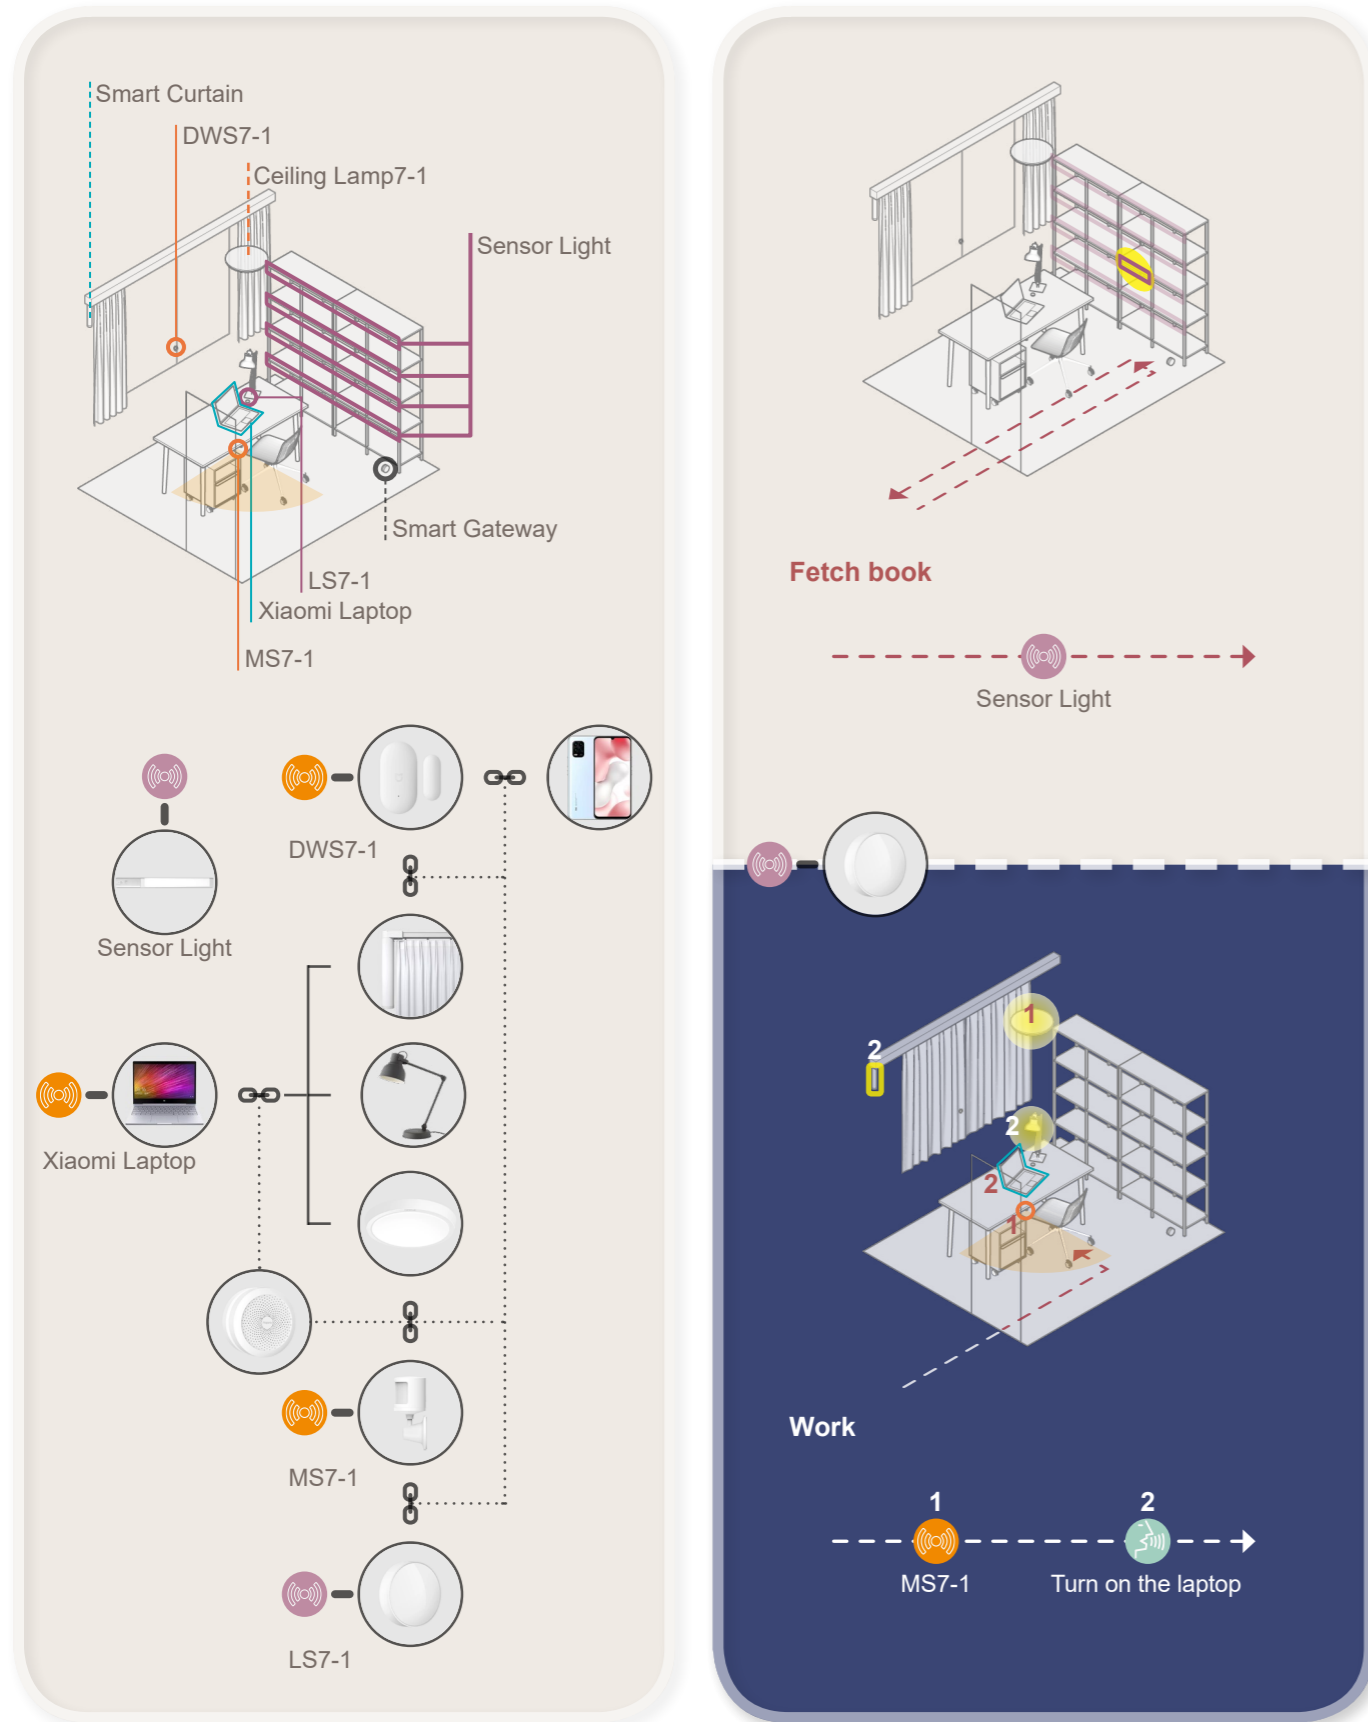 Smart Curtain
DWS7-1
Ceiling Lamp7-1
Sensor Light
Smart Gateway
LS7-1
Xiaomi Laptop
MS7-1
DWS7-1
Sensor Light
Xiaomi Laptop
MS7-1
LS7-1
Fetch book
Sensor Light
1
2
2
2
1
Work
1 2
MS7-1 Turn on the laptop